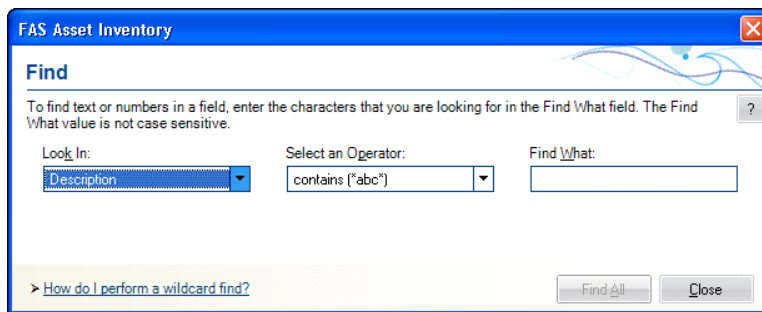 FAS Asset Inventory
Find
To find text or numbers in a field, enter the characters that you are looking for in the Find What field. The Find
What value is not case sensitive.
?
Look In: Select an Operator: Find What:
Description contains ("abc")
How do I perform a wildcard find? Find All Close